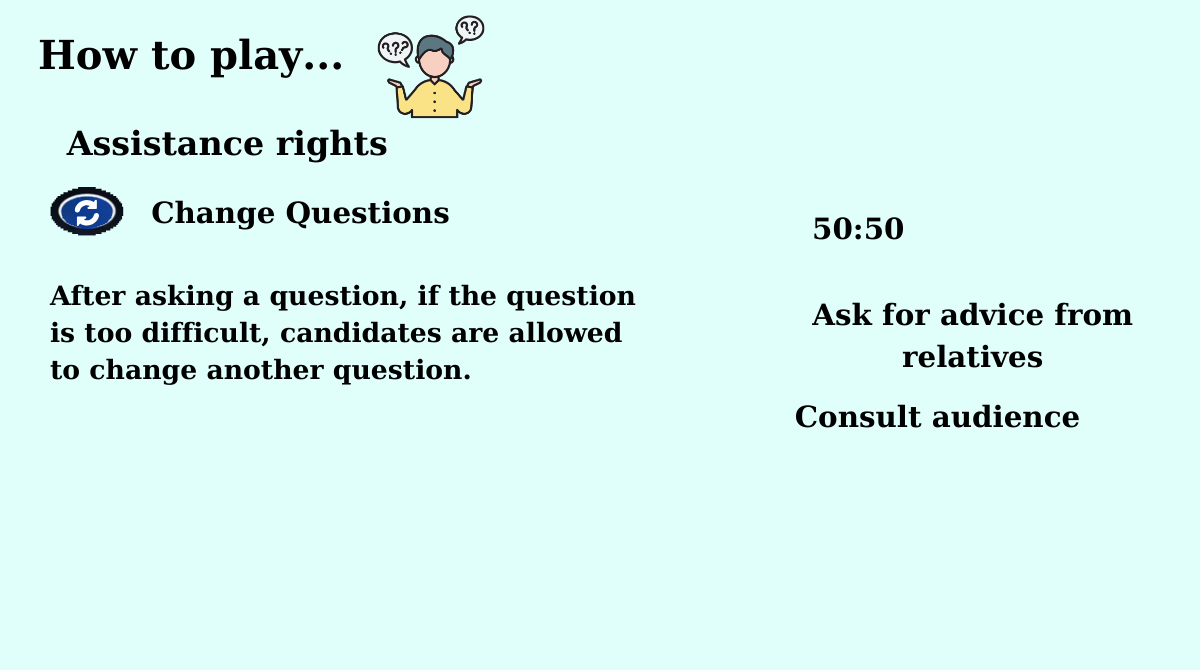 How to play...
??? ??
Assistance rights
Change Questions
After asking a question, if the question
is too difficult, candidates are allowed
to change another question.
50:50
Ask for advice from
relatives
Consult audience